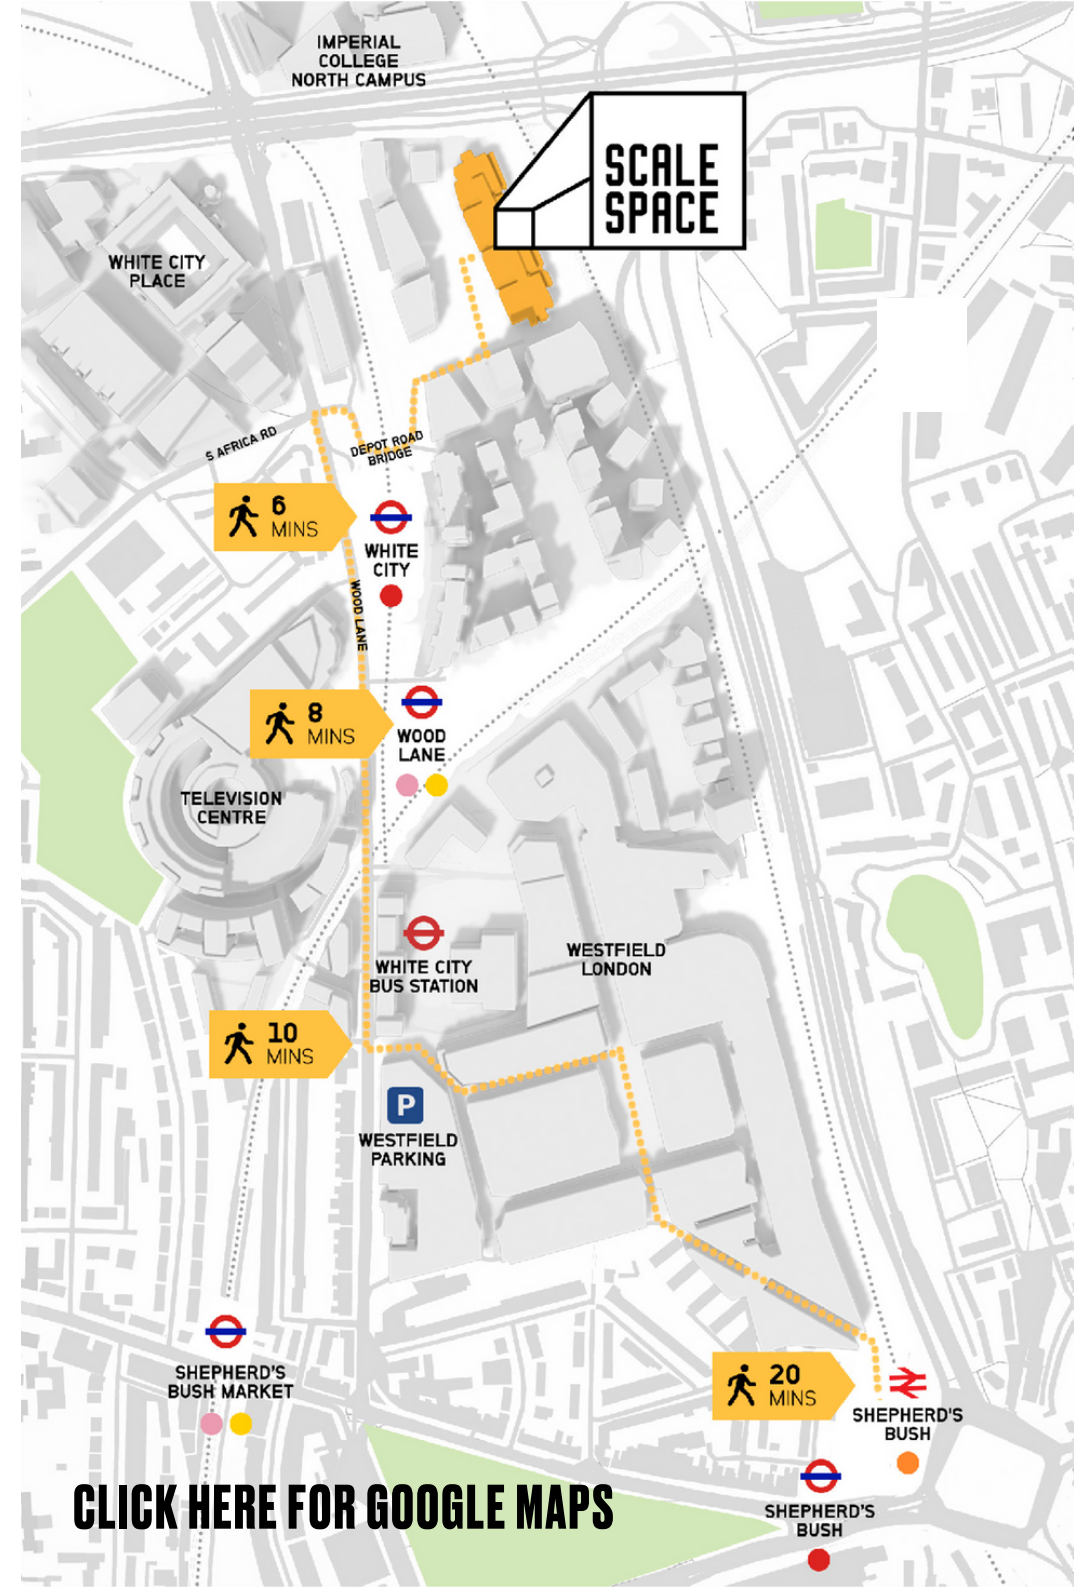 IMPERIAL
COLLEGE
NORTH CAMPUS
SCALE
SPACE
WHITE CITY
PLACE
S AFRICA RD
DEPOT ROAD
BRIDGE
6
MINS
WHITE
CITY
WOOD LANE
8
MINS
WOOD
LANE
TELEVISION
CENTRE
WHITE CITY
BUS STATION
WESTFIELD
LONDON
10
MINS
P
WESTFIELD
PARKING
SHEPHERD'S
BUSH MARKET
20
MINS
SHEPHERD'S
BUSH
SHEPHERD'S
BUSH
CLICK HERE FOR GOOGLE MAPS